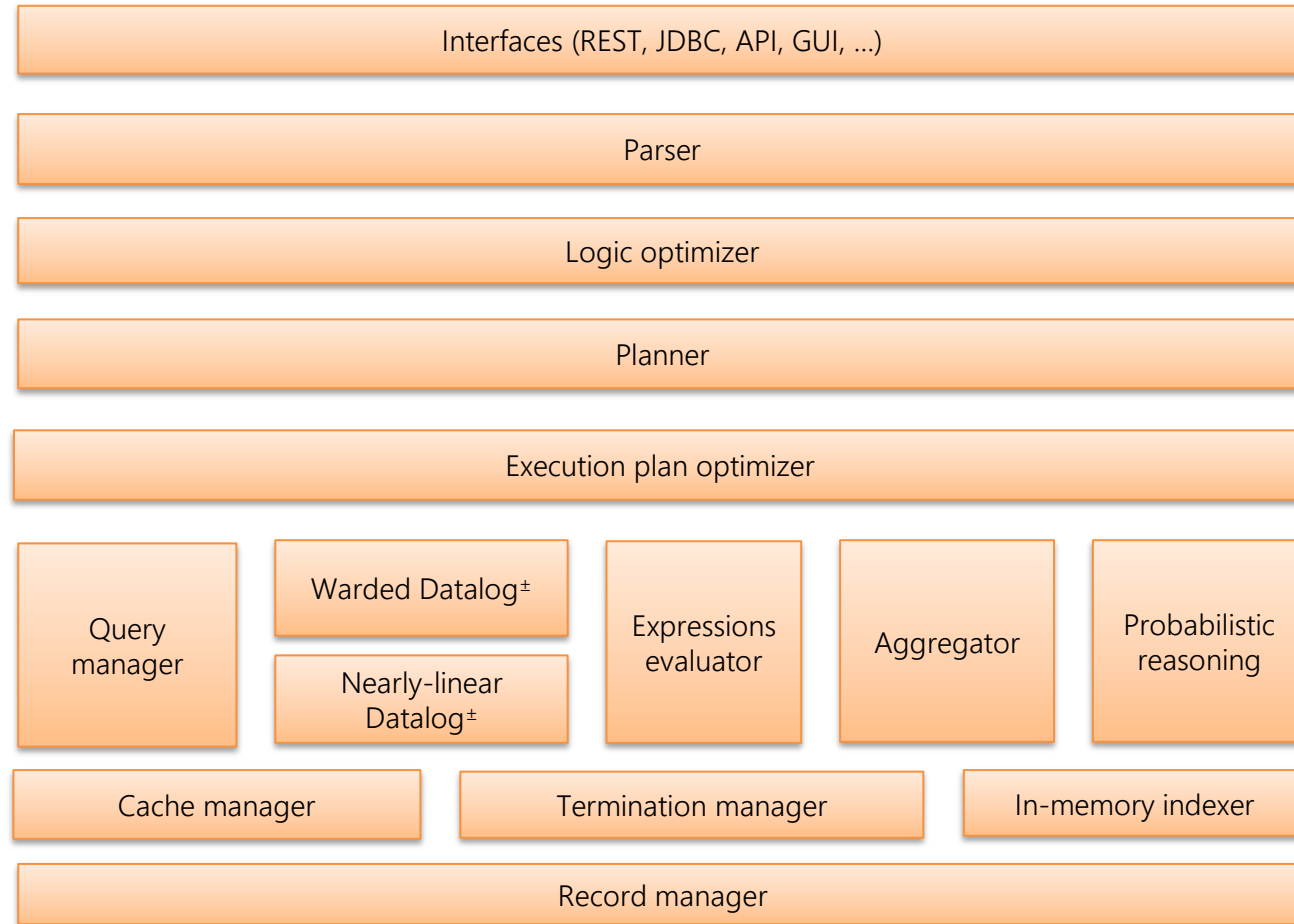 Interfaces (REST, JDBC, API, GUI, ...)
Parser
Logic optimizer
Planner
Execution plan optimizer
Query
manager
Warded Datalog±
Nearly-linear
Datalog±
Expressions
evaluator
Aggregator
Probabilistic
reasoning
Cache manager
Termination manager
In-memory indexer
Record manager